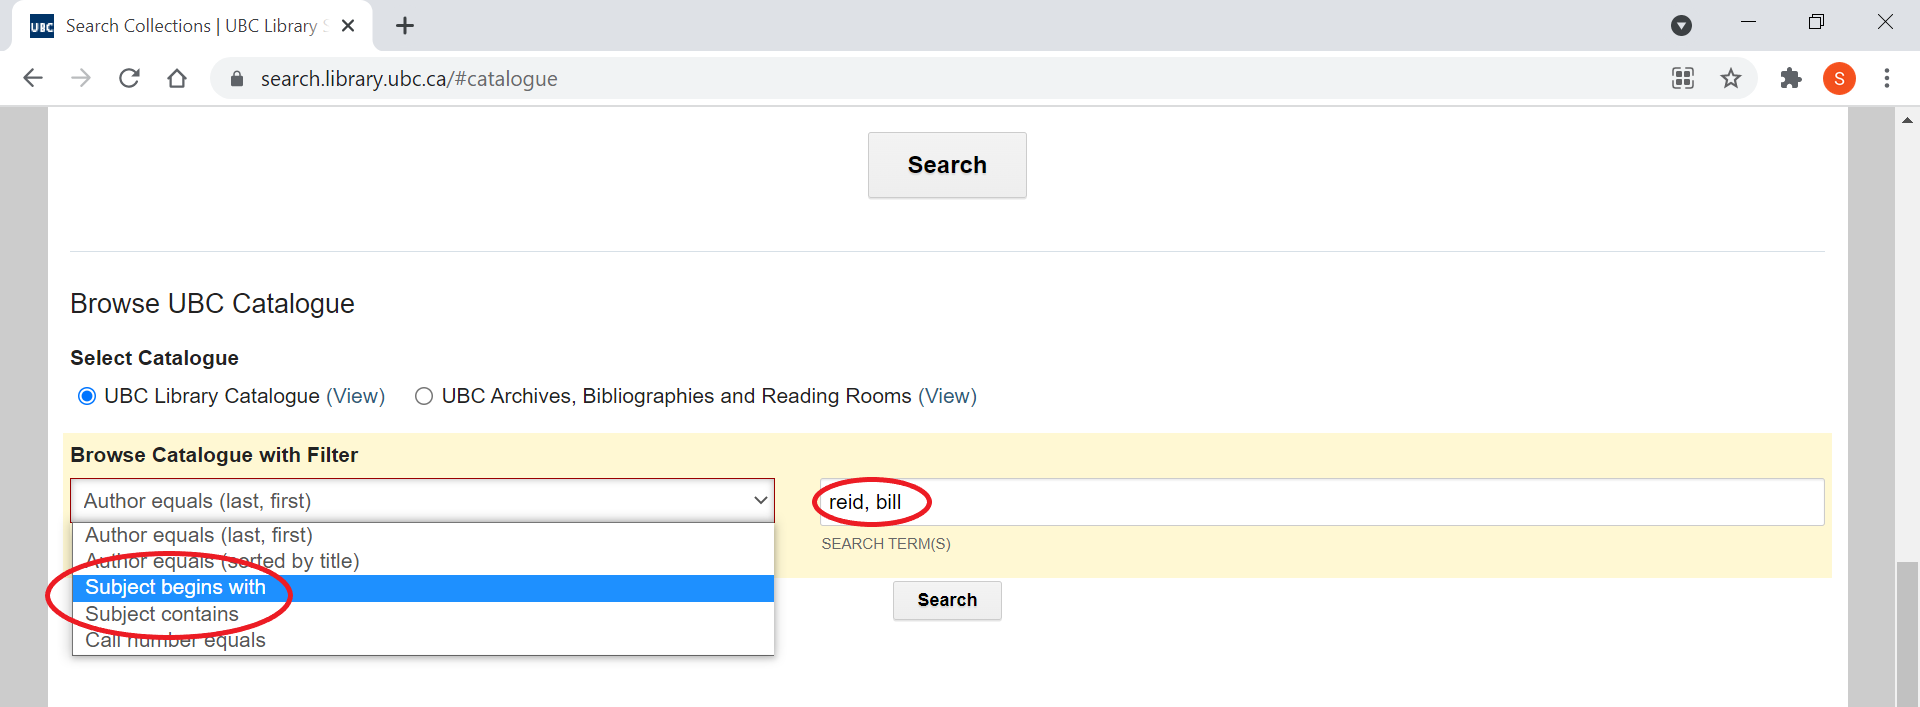 UBC Search Collections | UBC Library S
search.library.ubc.ca/#catalogue
S
Search
Browse UBC Catalogue
Select Catalogue
UBC Library Catalogue (View) UBC Archives, Bibliographies and Reading Rooms (View)
Browse Catalogue with Filter
Author equals (last, first)
reid, bill
Author equals (last, first)
SEARCH TERM(S)
Author equals (sorted by title)
Subject begins with
Search
Subject contains
Call number equals